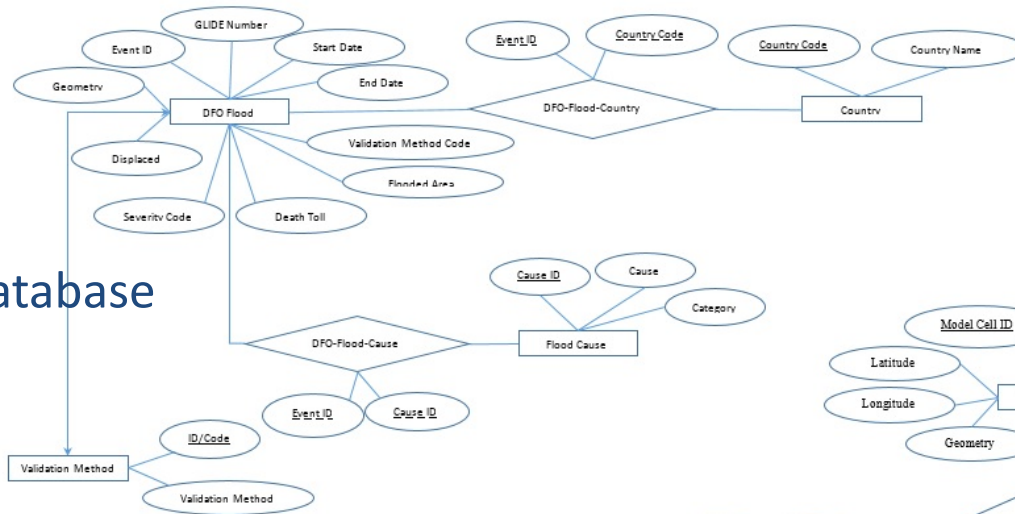 GLIDE Number
Event ID
Start Date
Geometry
End Date
DFO Flood
Displaced
Validation Method Code
Flooded Area
Severity Code
Death Toll
Event ID
Country Code
DFO-Flood-Country
Country Code
Country Name
Country
atabase
Cause ID
Cause
Category
DFO-Flood-Cause
Flood Cause
Event ID
Cause ID
Model Cell ID
Latitude
Longitude
Geometry
ID/Code
Validation Method
Validation Method